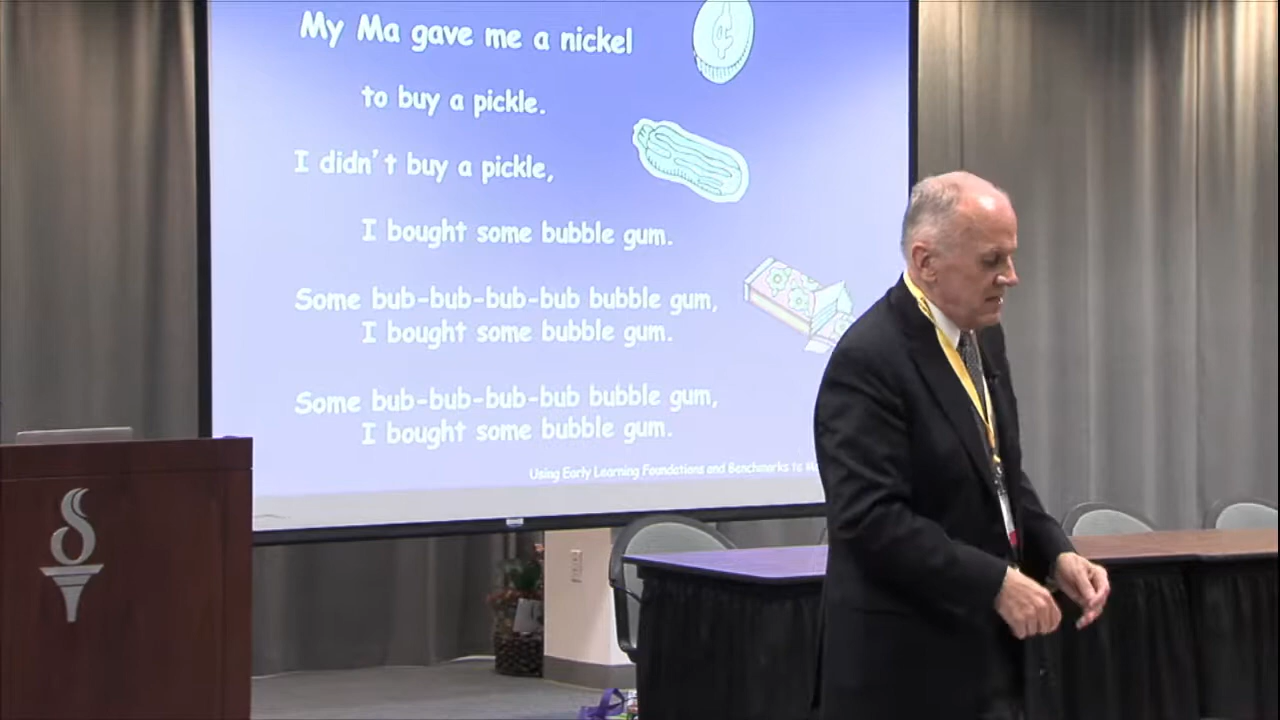 My Ma gave me a nickel
to buy a pickle.
I didn't buy a pickle,
I bought some bubble gum.
Some bub-bub-bub-bub bubble gum,
I bought some bubble gum.
Some bub-bub-bub-bub bubble gum,
I bought some bubble gum.
Using Early Learning Foundations and Benchmarks to